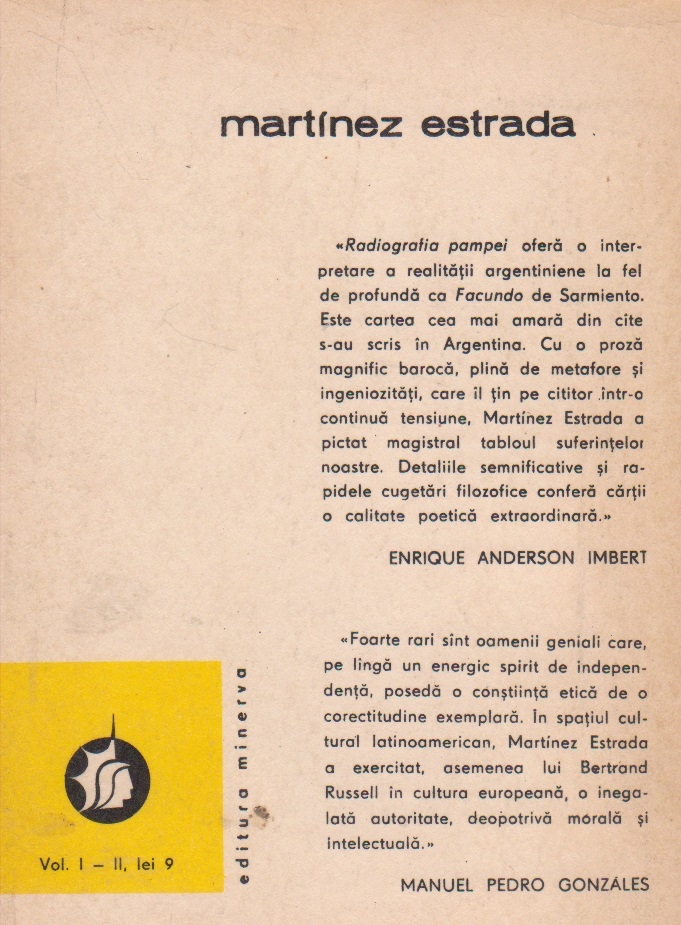 martínez estrada
«Radiografia pampei oferă o inter-
pretare a realității argentiniene la fel
de profundă ca Facundo de Sarmiento.
Este cartea cea mai amară din cîte
s-au scris în Argentina. Cu o proză
magnific barocă, plină de metafore și
ingeniozități, care îl țin pe cititor într-o
continuă tensiune, Martínez Estrada a
pictat magistral tabloul suferințelor
noastre. Detaliile semnificative și ra-
pidele cugetări filozofice conferă cărții
o calitate poetică extraordinară.»
ENRIQUE ANDERSON IMBERT
«Foarte rari sînt oamenii geniali care,
pe lingă un energic spirit de indepen-
dență, posedă o conștiință etică de o
corectitudine exemplară. În spațiul cul-
tural latinoamerican, Martínez Estrada
a exercitat, asemenea lui Bertrand
Russell în cultura europeană, o inega-
lată autoritate, deopotrivă morală și
intelectuală.»
MANUEL PEDRO GONZÁLES
editura minerva
Vol. I – II, lei 9